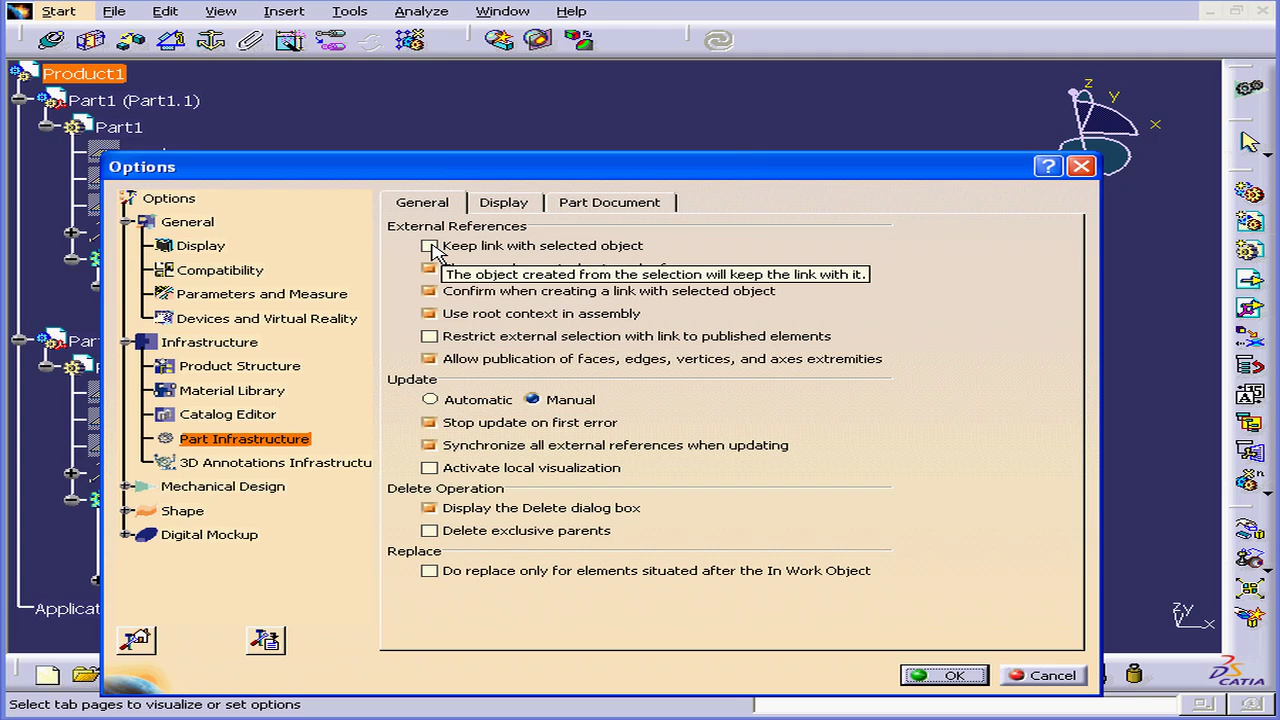 Start File Edit View Insert Tools Analyze Window Help
Product1
Part1 (Part1.1)
Part1
z
y
x
Options
Options
General
Display
Compatibility
Parameters and Measure
Devices and Virtual Reality
Infrastructure
Product Structure
Material Library
Catalog Editor
Part Infrastructure
3D Annotations Infrastructu
Mechanical Design
Shape
Digital Mockup
General Display Part Document
External References
Keep link with selected object
The object created from the selection will keep the link with it.
Confirm when creating a link with selected object
Use root context in assembly
Restrict external selection with link to published elements
Allow publication of faces, edges, vertices, and axes extremities
Update
Automatic Manual
Stop update on first error
Synchronize all external references when updating
Activate local visualization
Delete Operation
Display the Delete dialog box
Delete exclusive parents
Replace
Do replace only for elements situated after the In Work Object
OK Cancel
Par
Applica
zy
x
CATIA
Select tab pages to visualize or set options